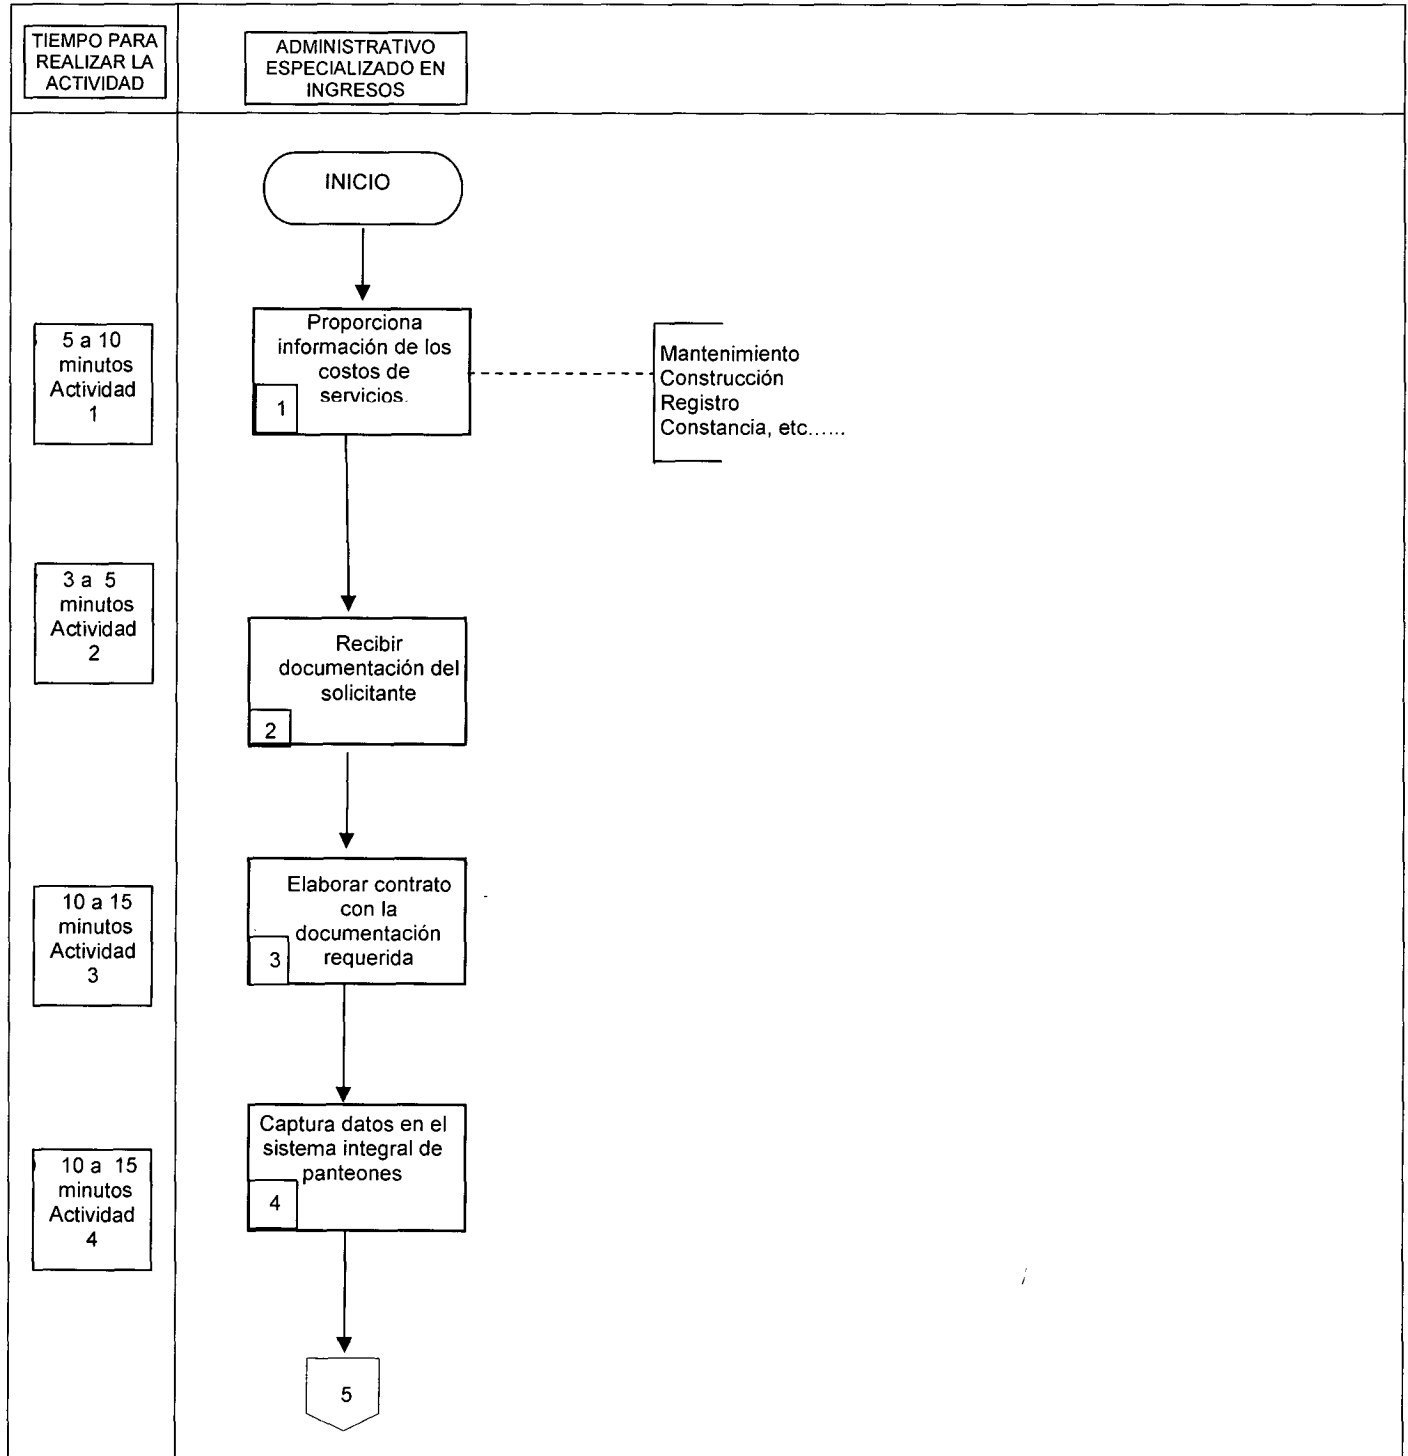 TIEMPO PARA
REALIZAR LA
ACTIVIDAD
ADMINISTRATIVO
ESPECIALIZADO EN
INGRESOS
INICIO
5 a 10
minutos
Actividad
1
Proporciona
información de los
costos de
servicios.
1
Mantenimiento
Construcción
Registro
Constancia, etc......
3 a 5
minutos
Actividad
2
Recibir
documentación del
solicitante
2
10 a 15
minutos
Actividad
3
Elaborar contrato
con la
documentación
requerida
3
10 a 15
minutos
Actividad
4
Captura datos en el
sistema integral de
panteones
4
5